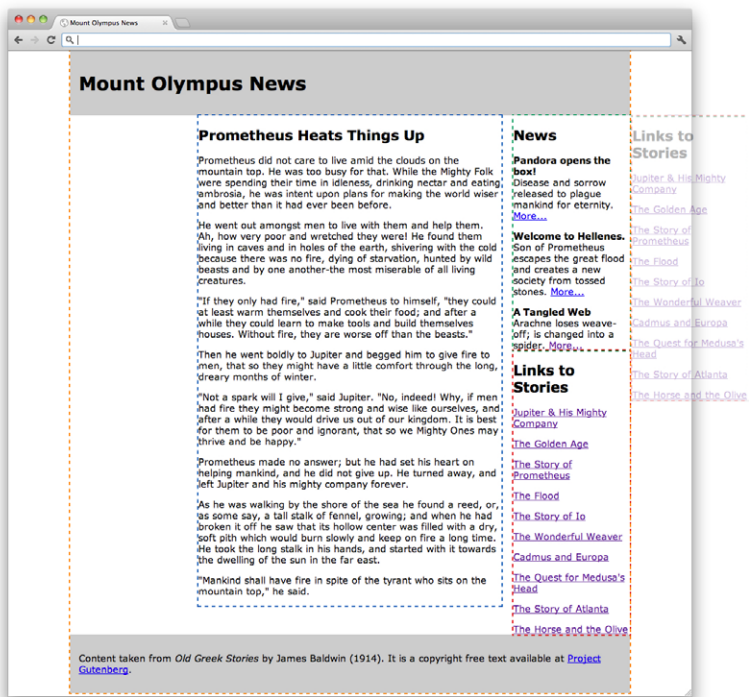 Mount Olympus News
Mount Olympus News
Prometheus Heats Things Up
Prometheus did not care to live amid the clouds on the
mountain top. He was too busy for that. While the Mighty Folk
were spending their time in idleness, drinking nectar and eating
ambrosia, he was intent upon plans for making the world wiser
and better than it had ever been before.
He went out amongst men to live with them and help them.
Ah, how very poor and wretched they were! He found them
living in caves and in holes of the earth, shivering with the cold
because there was no fire, dying of starvation, hunted by wild
beasts and by one another-the most miserable of all living
creatures.
"If they only had fire," said Prometheus to himself, "they could
at least warm themselves and cook their food; and after a
while they could learn to make tools and build themselves
houses. Without fire, they are worse off than the beasts."
Then he went boldly to Jupiter and begged him to give fire to
men, that so they might have a little comfort through the long,
dreary months of winter.
"Not a spark will I give," said Jupiter. "No, indeed! Why, if men
had fire they might become strong and wise like ourselves, and
after a while they would drive us out of our kingdom. It is best
for them to be poor and ignorant, that so we Mighty Ones may
thrive and be happy."
Prometheus made no answer; but he had set his heart on
helping mankind, and he did not give up. He turned away, and
left Jupiter and his mighty company forever.
As he was walking by the shore of the sea he found a reed, or,
as some say, a tall stalk of fennel, growing; and when he had
broken it off he saw that its hollow center was filled with a dry,
soft pith which would burn slowly and keep on fire a long time.
He took the long stalk in his hands, and started with it towards
the dwelling of the sun in the far east.
"Mankind shall have fire in spite of the tyrant who sits on the
mountain top," he said.
News
Pandora opens the
box!
Disease and sorrow
released to plague
mankind for eternity.
More...
Welcome to Hellenes.
Son of Prometheus
escapes the great flood
and creates a new
society from tossed
stones. More...
A Tangled Web
Arachne loses weave-
off; is changed into a
spider. More...
Links to
Stories
Jupiter & His Mighty
Company
The Golden Age
The Story of
Prometheus
The Flood
The Story of Io
The Wonderful Weaver
Cadmus and Europa
The Quest for Medusa's
Head
The Story of Atlanta
The Horse and the Olive
Links to
Stories
Jupiter & His Mighty
Company
The Golden Age
The Story of
Prometheus
The Flood
The Story of Io
The Wonderful Weaver
Cadmus and Europa
The Quest for Medusa's
Head
The Story of Atlanta
The Horse and the Olive
Content taken from Old Greek Stories by James Baldwin (1914). It is a copyright free text available at Project
Gutenberg.